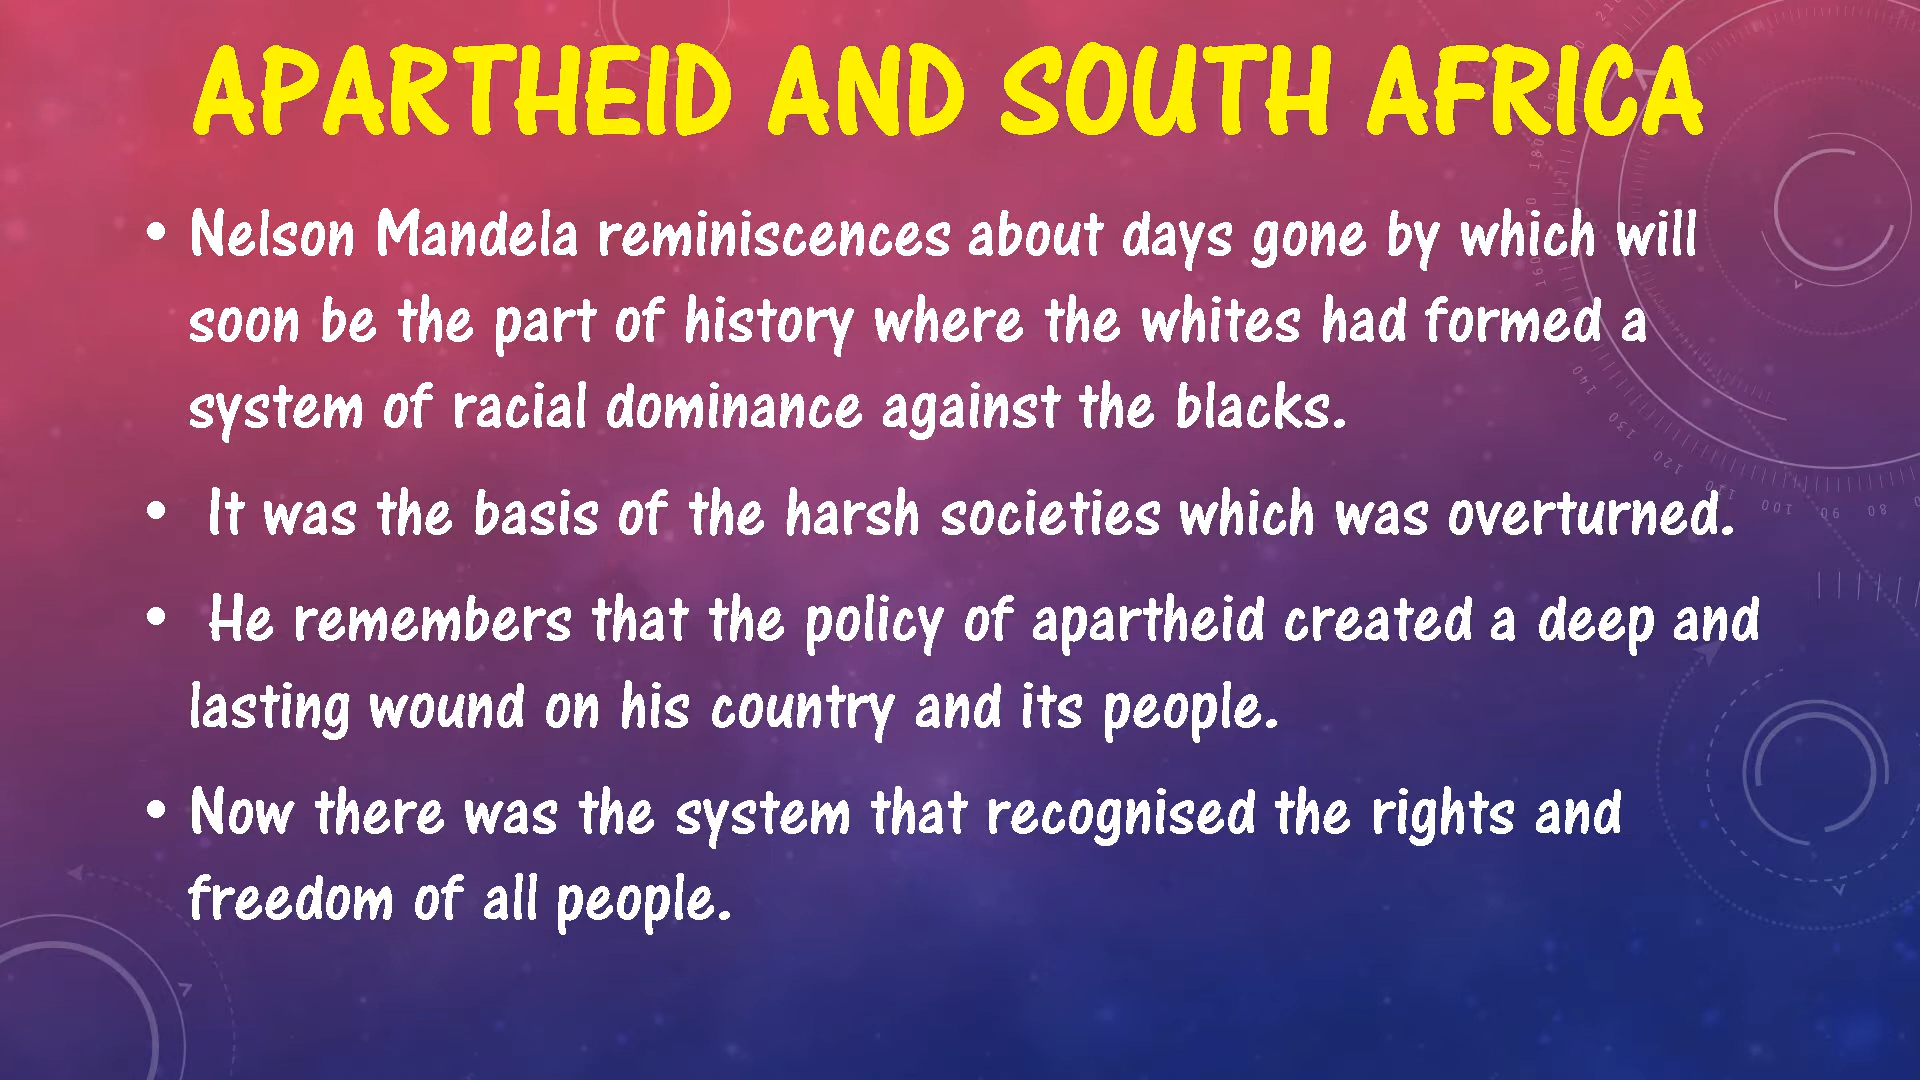 APARTHEID AND SOUTH AFRICA
• Nelson Mandela reminiscences about days gone by which will
soon be the part of history where the whites had formed a
system of racial dominance against the blacks.
• It was the basis of the harsh societies which was overturned.
• He remembers that the policy of apartheid created a deep and
lasting wound on his country and its people.
• Now there was the system that recognised the rights and
freedom of all people.